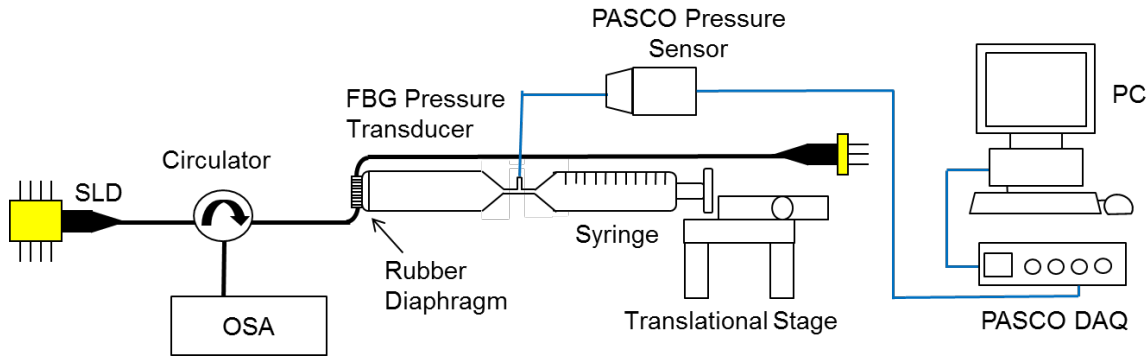 PASCO Pressure
Sensor
PC
FBG Pressure
Transducer
Circulator
SLD
Syringe
Rubber
Diaphragm
OSA
Translational Stage
PASCO DAQ